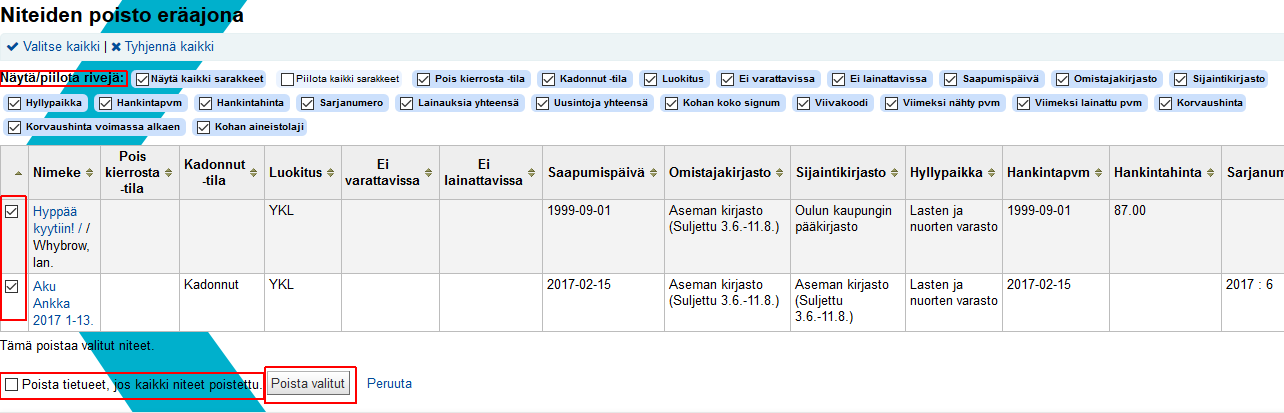 Niteiden poisto eräajona
Valitse kaikki | Tyhjennä kaikki
Näytä/piilota rivejä: Näytä kaikki sarakkeet Piilota kaikki sarakkeet Pois kierrosta -tila Kadonnut -tila Luokitus Ei varattavissa Ei lainattavissa Saapumispäivä Omistajakirjasto Sijaintikirjasto
Hyllypaikka Hankintapvm Hankintahinta Sarjanumero Lainauksia yhteensä Uusintoja yhteensä Kohan koko signum Viivakoodi Viimeksi nähty pvm Viimeksi lainattu pvm Korvaushinta
Korvaushinta voimassa alkaen Kohan aineistolaji
Nimeke
Pois
kierrosta
-tila
Kadonnut
-tila
Luokitus
Ei
varattavissa
Ei
lainattavissa
Saapumispäivä
Omistajakirjasto
Sijaintikirjasto
Hyllypaikka
Hankintapvm
Hankintahinta
Sarjanum
Hyppää
kyytiin! / /
Whybrow,
Ian.
YKL
1999-09-01
Aseman kirjasto
(Suljettu 3.6.-11.8.)
Oulun kaupungin
pääkirjasto
Lasten ja
nuorten varasto
1999-09-01
87.00
Aku
Ankka
2017 1-13.
Kadonnut
YKL
2017-02-15
Aseman kirjasto
(Suljettu 3.6.-11.8.)
Aseman kirjasto
(Suljettu
3.6.-11.8.)
Lasten ja
nuorten varasto
2017-02-15
2017 : 6
Tämä poistaa valitut niteet.
Poista tietueet, jos kaikki niteet poistettu. Poista valitut Peruuta